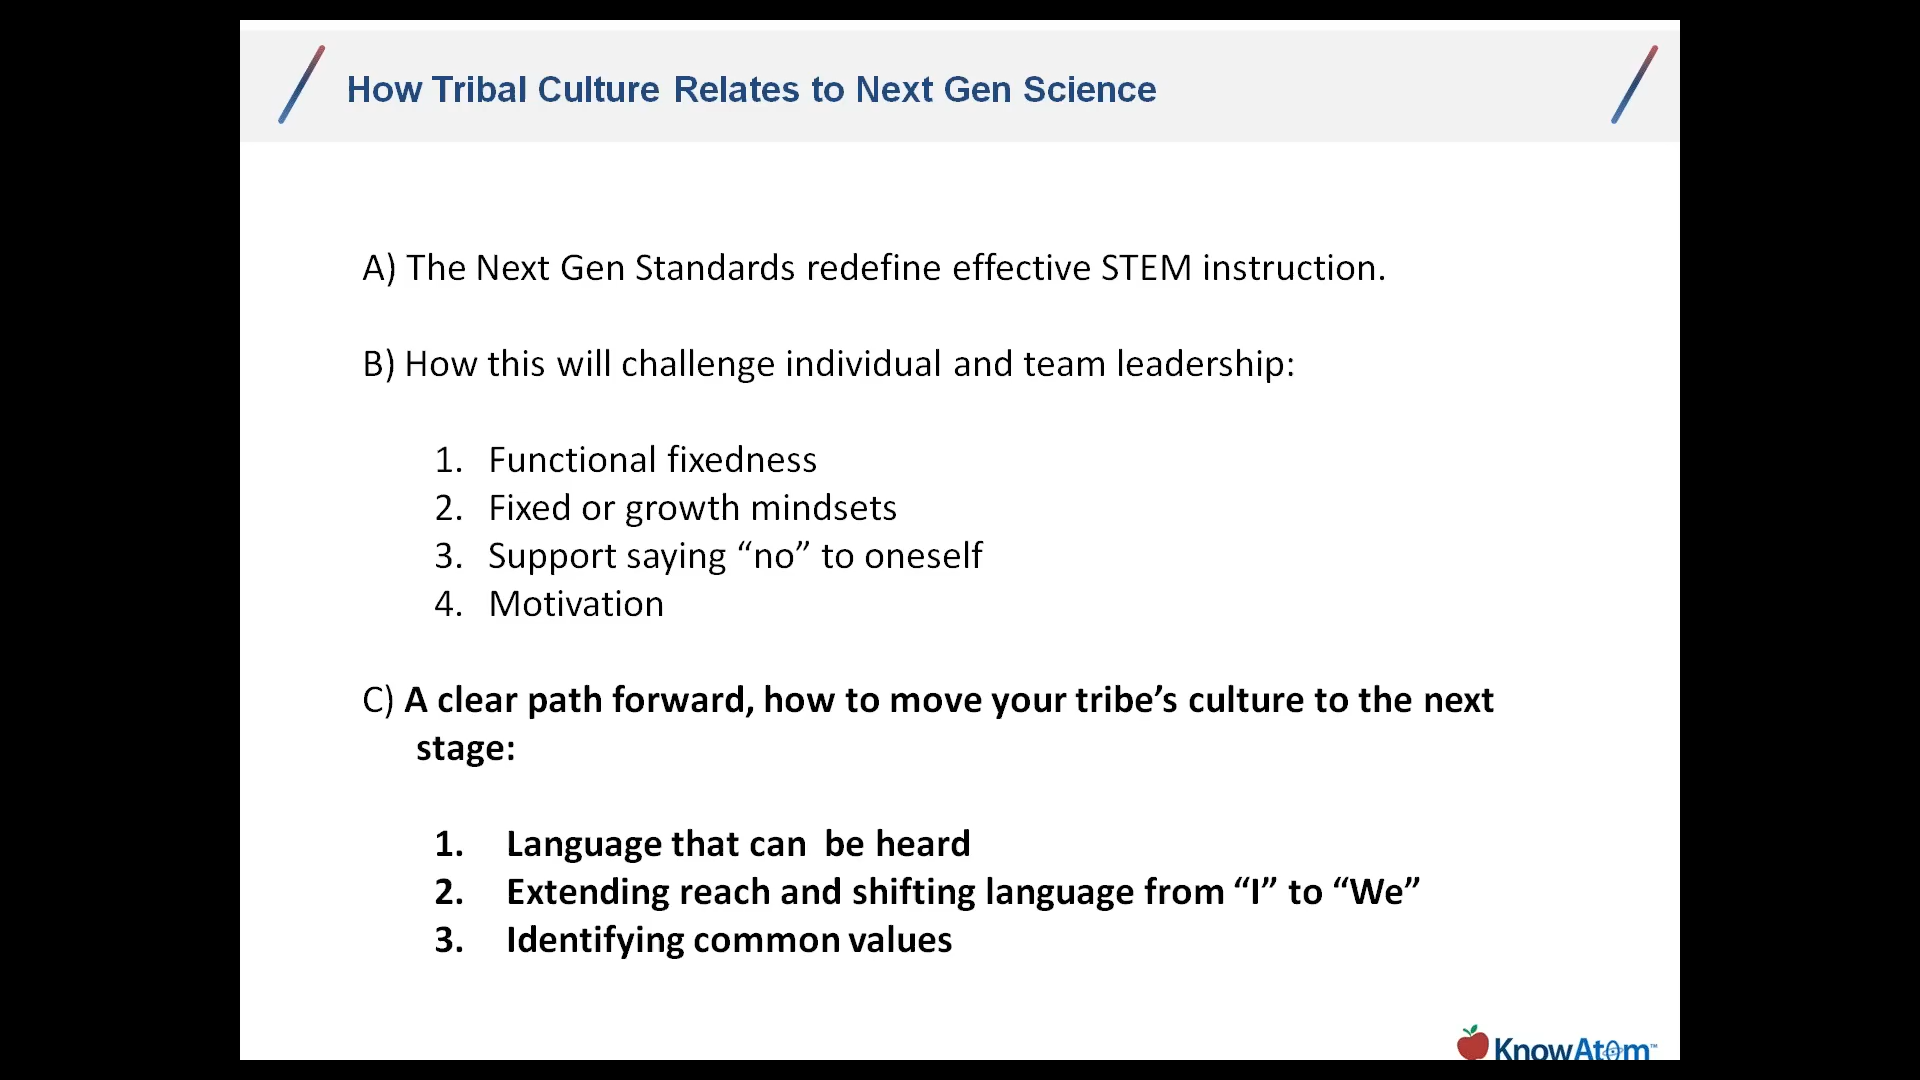 How Tribal Culture Relates to Next Gen Science
A) The Next Gen Standards redefine effective STEM instruction.
B) How this will challenge individual and team leadership:
1. Functional fixedness
2. Fixed or growth mindsets
3. Support saying “no” to oneself
4. Motivation
C) A clear path forward, how to move your tribe’s culture to the next
stage:
1. Language that can  be heard
2. Extending reach and shifting language from “I” to “We”
3. Identifying common values
KnowAtom™